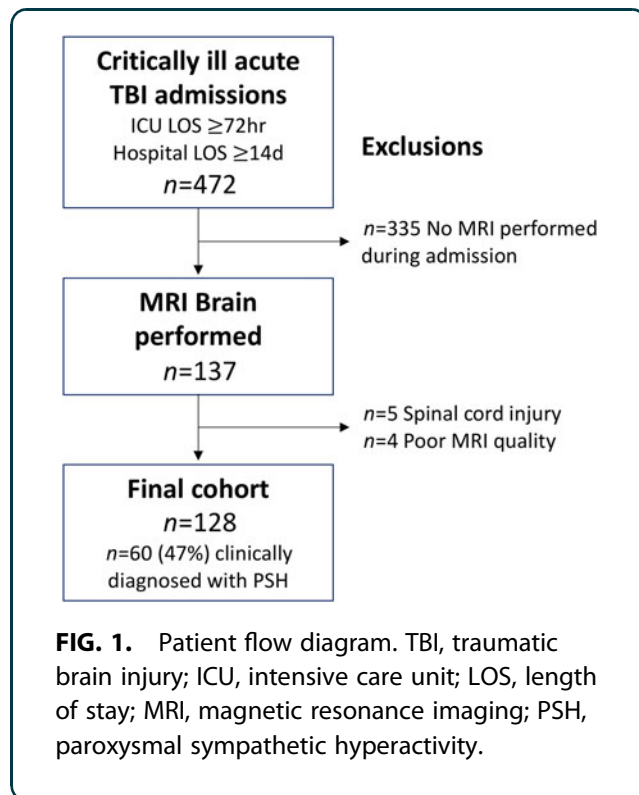 Critically ill acute
TBI admissions
ICU LOS ≥72hr
Hospital LOS ≥14d
n=472
Exclusions
n=335 No MRI performed
during admission
MRI Brain
performed
n=137
n=5 Spinal cord injury
n=4 Poor MRI quality
Final cohort
n=128
n=60 (47%) clinically
diagnosed with PSH
FIG. 1. Patient flow diagram. TBI, traumatic
brain injury; ICU, intensive care unit; LOS, length
of stay; MRI, magnetic resonance imaging; PSH,
paroxysmal sympathetic hyperactivity.